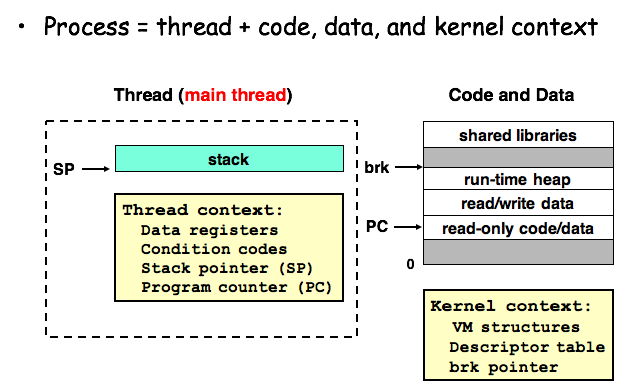 • Process = thread + code, data, and kernel context
Thread (main thread)
SP
stack
Thread context:
Data registers
Condition codes
Stack pointer (SP)
Program counter (PC)
Code and Data
shared libraries
brk
run-time heap
read/write data
PC
read-only code/data
0
Kernel context:
VM structures
Descriptor table
brk pointer